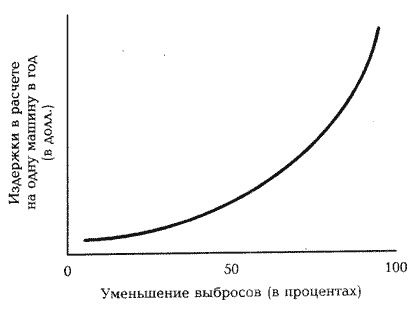 Издержки в расчете
на одну машину в год
(в долл.)
0 50 100
Уменьшение выбросов (в процентах)